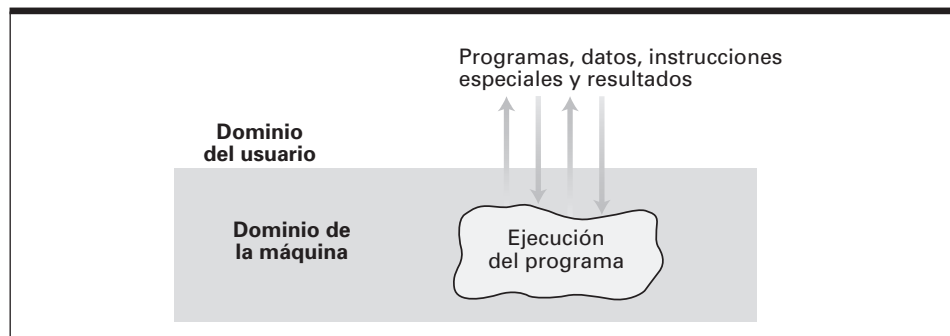 Programas, datos, instrucciones
especiales y resultados
Dominio
del usuario
Dominio de
la máquina
Ejecución
del programa